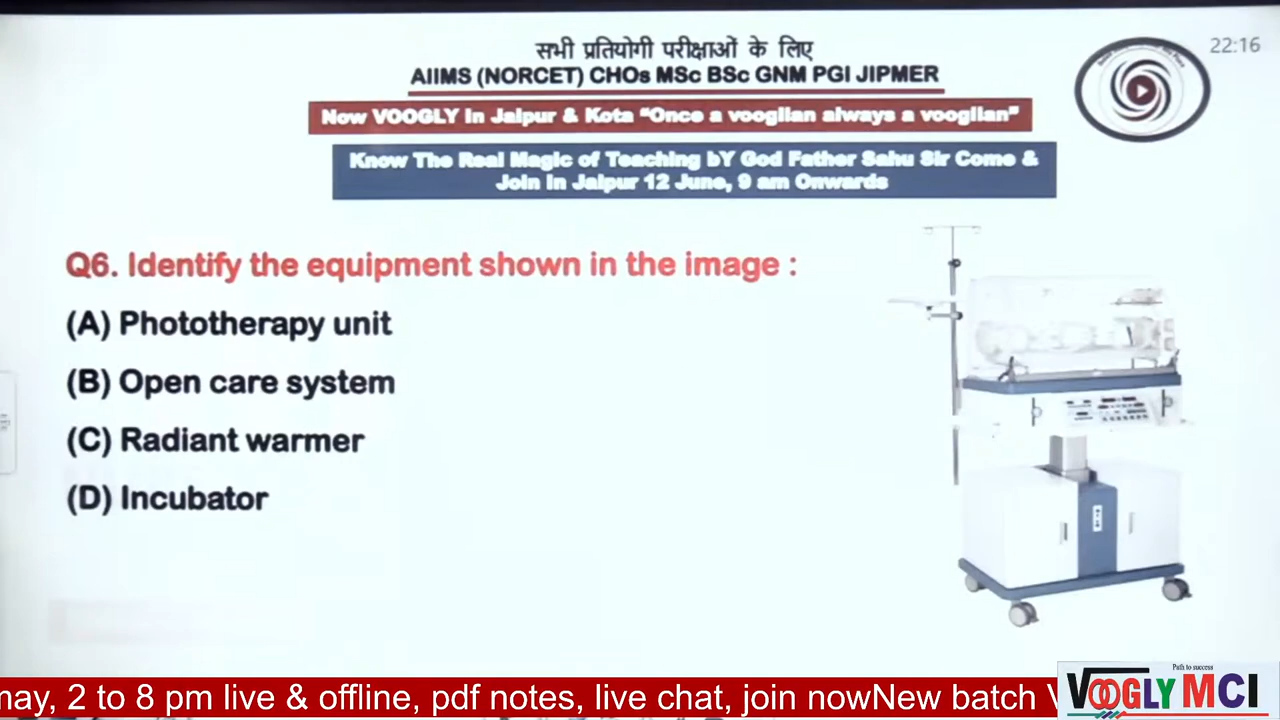 सभी प्रतियोगी परीक्षाओं के लिए
AIIMS (NORCET) CHOs MSc BSc GNM PGI JIPMER
22:16
Now VOOGLY in Jaipur & Kota “Once a vooglian always a vooglian”
Know The Real Magic of Teaching bY God Father Sahu Sir Come &
Join in Jaipur 12 June, 9 am Onwards
Q6. Identify the equipment shown in the image :
(A) Phototherapy unit
(B) Open care system
(C) Radiant warmer
(D) Incubator
Path to success
VOOGLY MCI
may, 2 to 8 pm live & offline, pdf notes, live chat, join nowNew batch